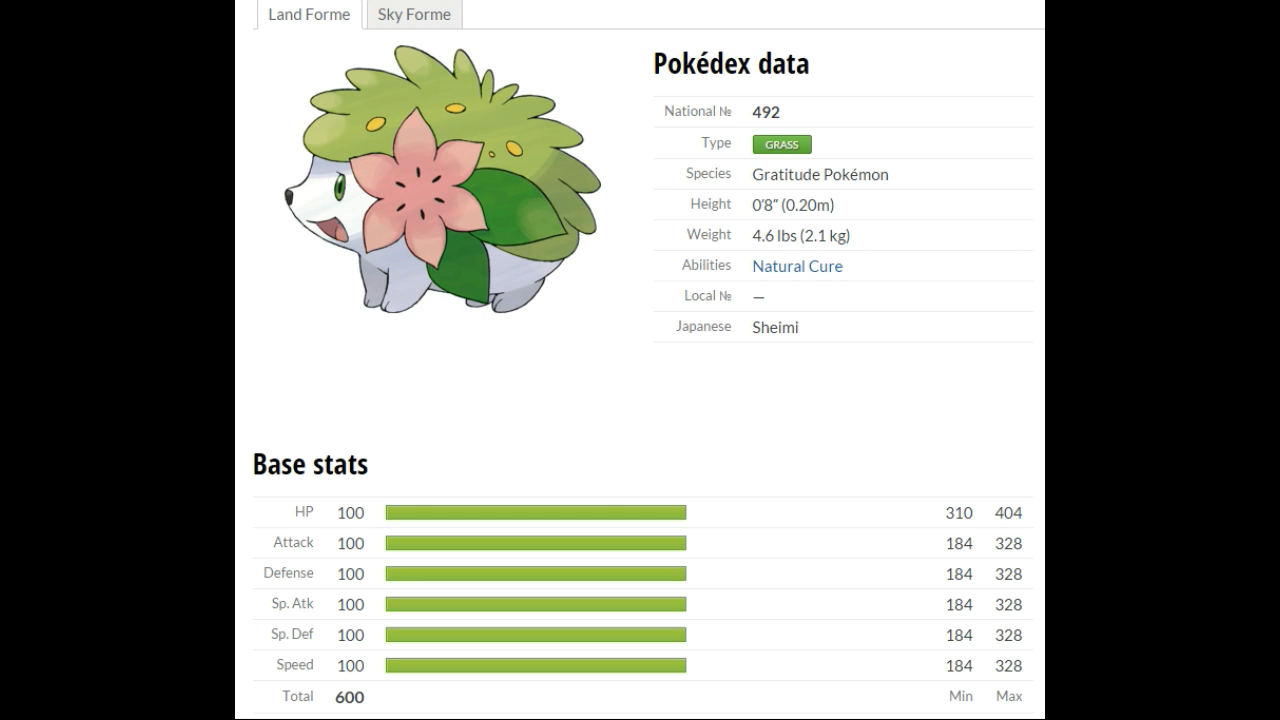 Land Forme Sky Forme
Pokédex data
National № 492
Type GRASS
Species Gratitude Pokémon
Height 0′8″ (0.20m)
Weight 4.6 lbs (2.1 kg)
Abilities Natural Cure
Local № —
Japanese Sheimi
Base stats
HP 100 310 404
Attack 100 184 328
Defense 100 184 328
Sp. Atk 100 184 328
Sp. Def 100 184 328
Speed 100 184 328
Total 600 Min Max